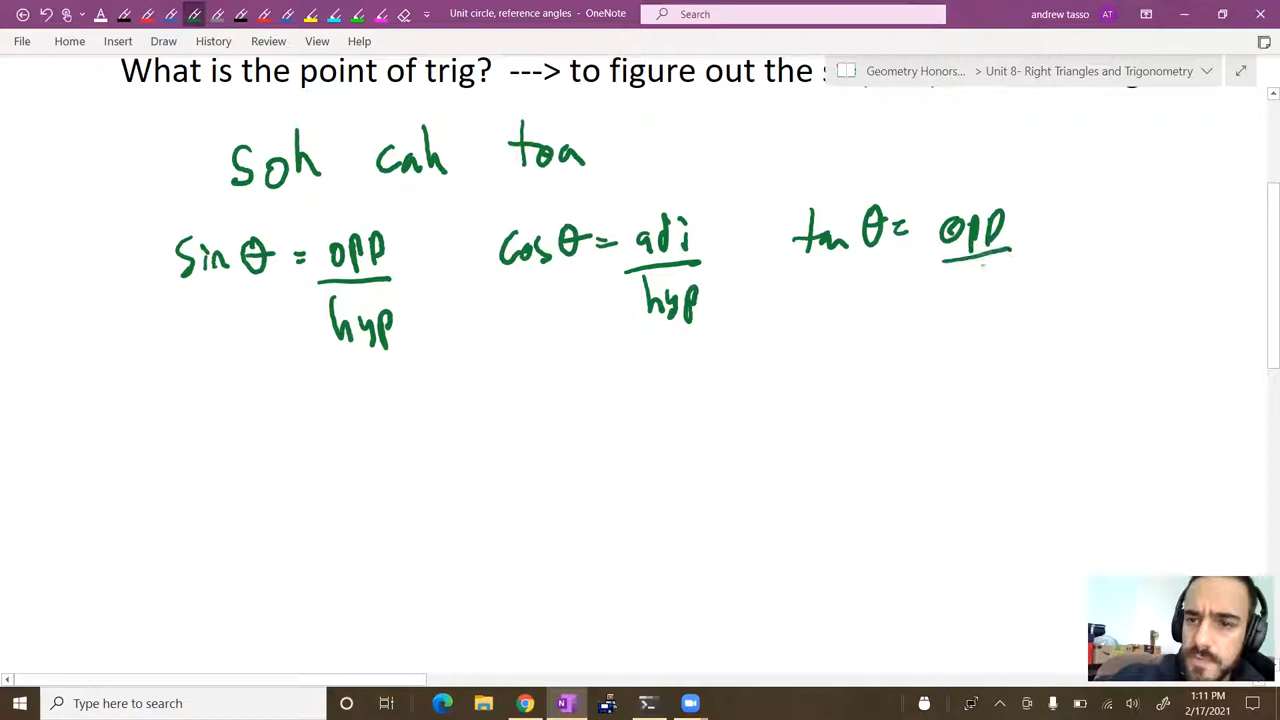 Unit circle, reference angles - OneNote
Search
andrew tasso
AT
File Home Insert Draw History Review View Help
What is the point of trig? ---> to figure out the
Geometry Honors... > Unit 8- Right Triangles and Trigonometry
soh cah toa
sin θ = opp
hyp
cos θ = adj
hyp
tan θ = opp
Type here to search
1:11 PM
2/17/2021